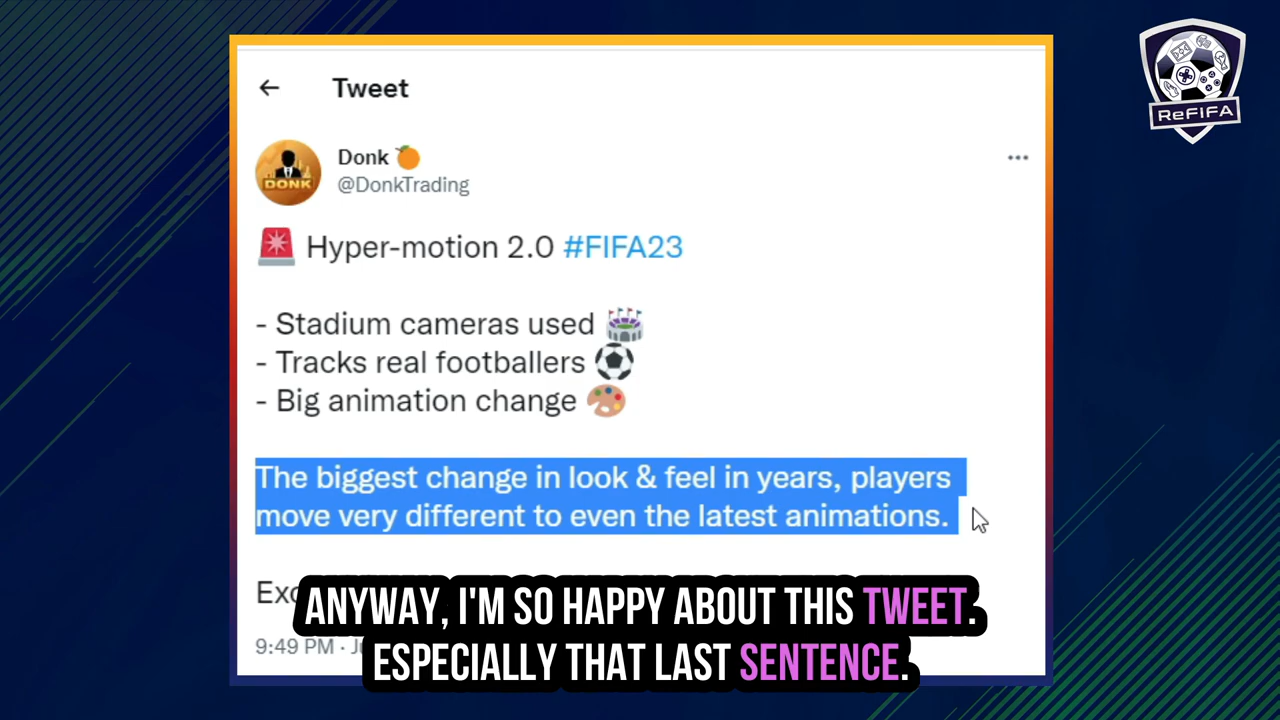 Tweet
ReFIFA
DONK
Donk
@DonkTrading
Hyper-motion 2.0 #FIFA23
- Stadium cameras used
- Tracks real footballers
- Big animation change
The biggest change in look & feel in years, players
move very different to even the latest animations.
ANYWAY, I'M SO HAPPY ABOUT THIS TWEET.
9:49 PM ·
ESPECIALLY THAT LAST SENTENCE.